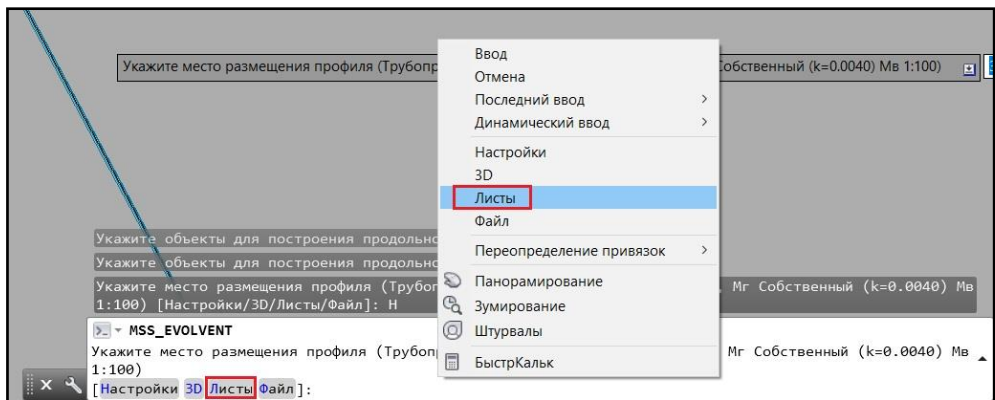 Укажите место размещения профиля (Трубопр
Собственный (k=0.0040) Мв 1:100)
Ввод
Отмена
Последний ввод
Динамический ввод
Настройки
3D
Листы
Файл
Переопределение привязок
Панорамирование
Зумирование
Штурвалы
БыстрКальк
Укажите объекты для построения продольно
Укажите объекты для построения продольно
Укажите место размещения профиля (Трубоп Мг Собственный (k=0.0040) Мв
1:100) [Настройки/3D/Листы/Файл]: Н
MSS_EVOLVENT
Укажите место размещения профиля (Трубоп Мг Собственный (k=0.0040) Мв
1:100)
[Настройки 3D Листы Файл]: